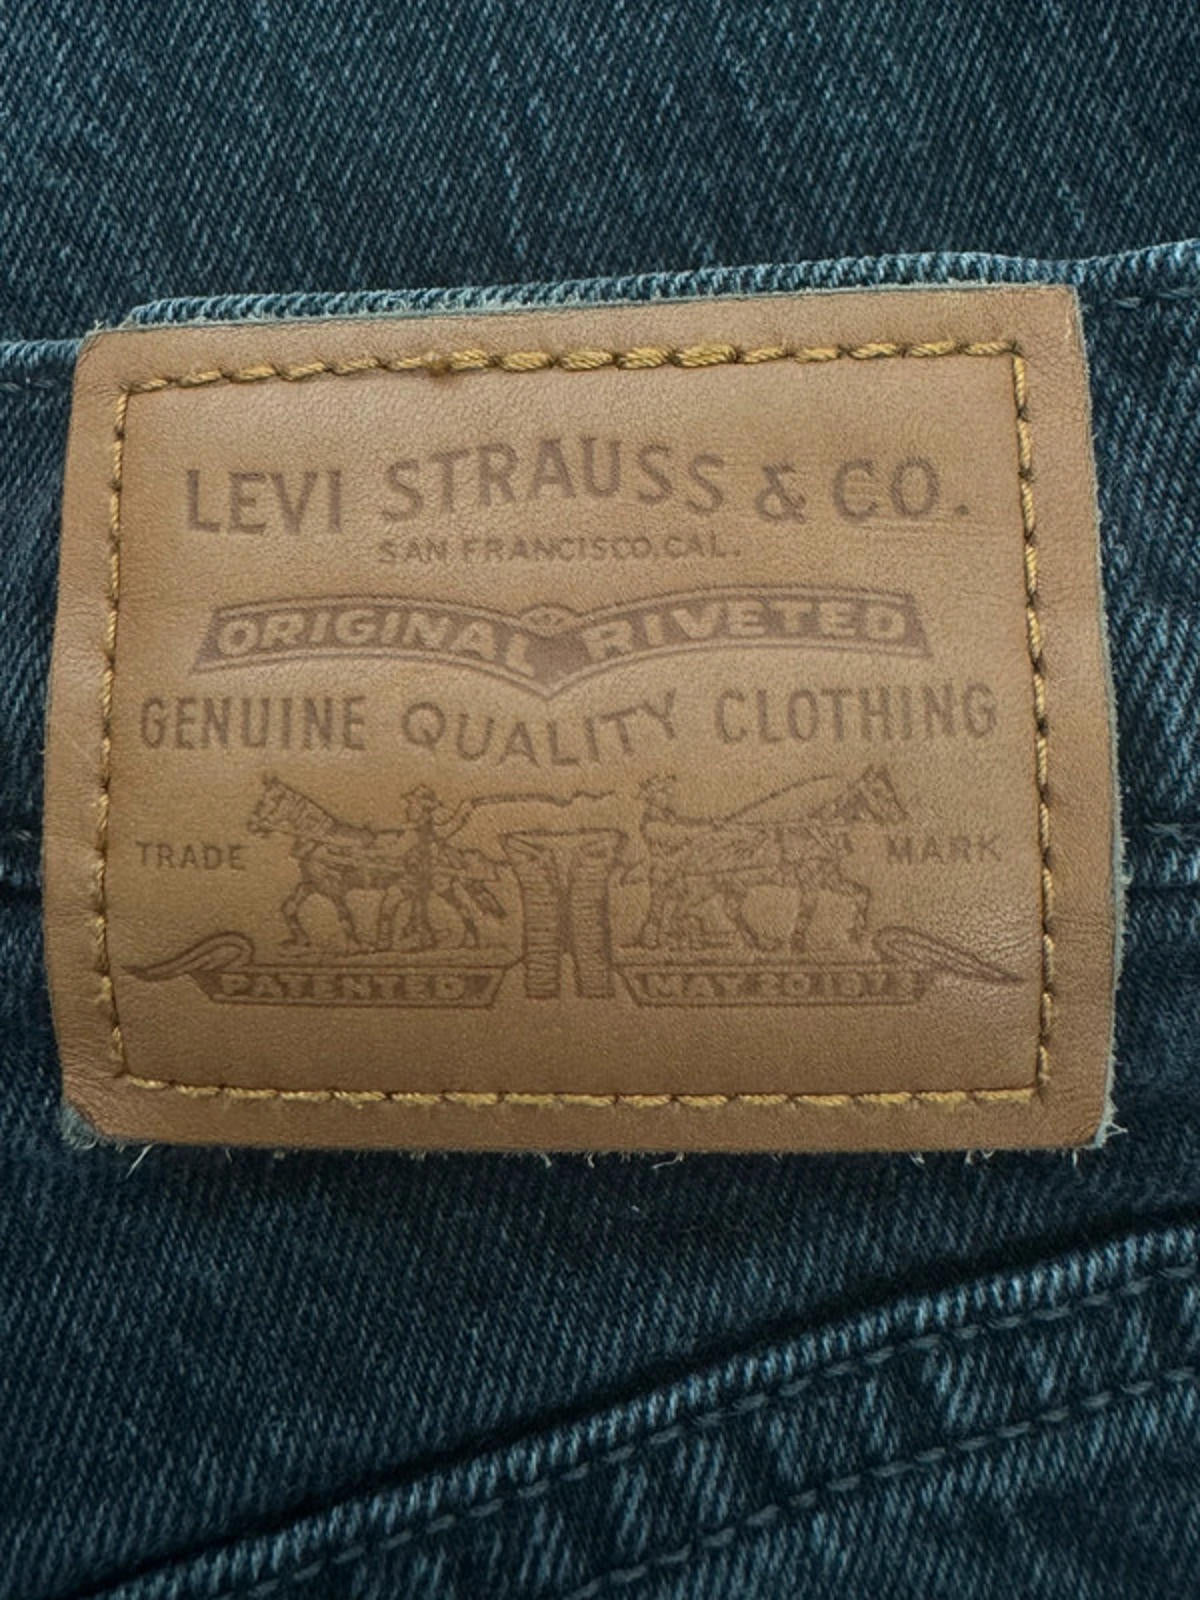 LEVI STRAUSS & CO.
SAN FRANCISCO, CAL.
ORIGINAL RIVETED
GENUINE QUALITY CLOTHING
TRADE MARK
PATENTED MAY 20 1873